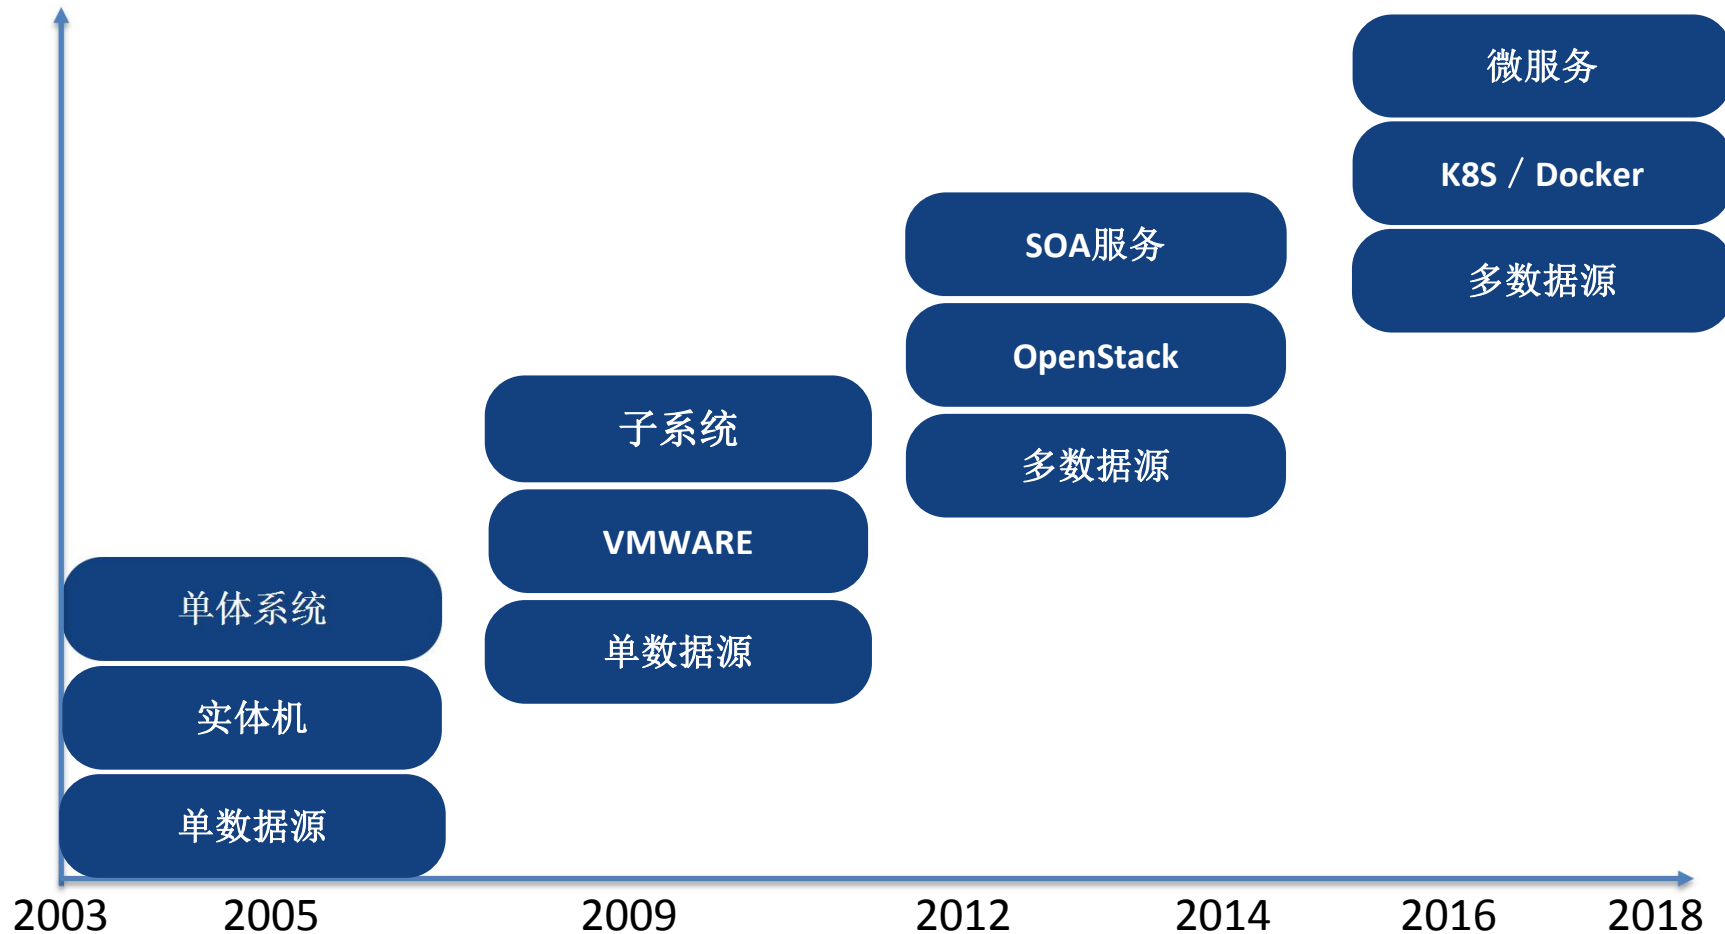 微服务
K8S / Docker
多数据源
SOA服务
OpenStack
多数据源
子系统
VMWARE
单数据源
单体系统
实体机
单数据源
2003 2005 2009 2012 2014 2016 2018